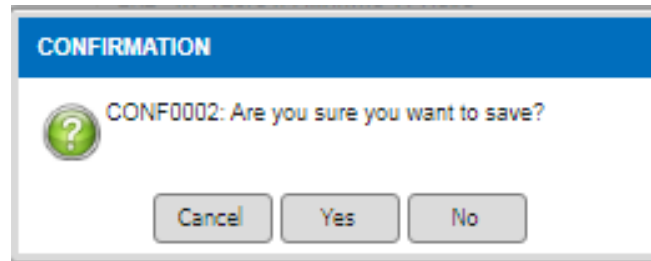 CONFIRMATION
CONF0002: Are you sure you want to save?
Cancel Yes No